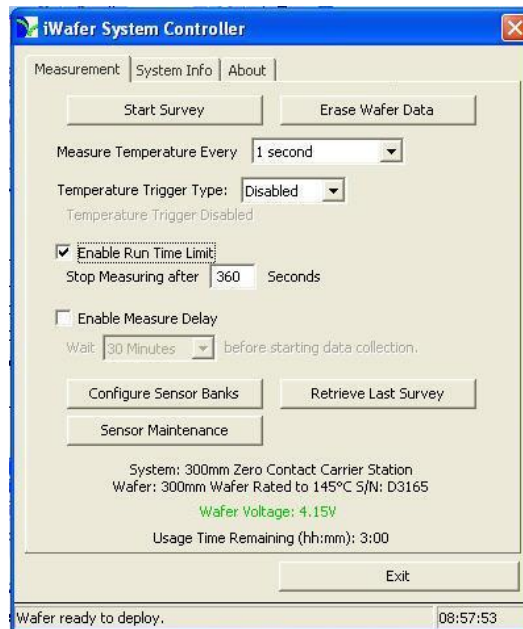 iWafer System Controller
Measurement System Info About
Start Survey Erase Wafer Data
Measure Temperature Every 1 second
Temperature Trigger Type: Disabled
Temperature Trigger Disabled
Enable Run Time Limit
Stop Measuring after 360 Seconds
Enable Measure Delay
Wait 30 Minutes before starting data collection.
Configure Sensor Banks Retrieve Last Survey
Sensor Maintenance
System: 300mm Zero Contact Carrier Station
Wafer: 300mm Wafer Rated to 145°C S/N: D3165
Wafer Voltage: 4.15V
Usage Time Remaining (hh:mm): 3:00
Exit
Wafer ready to deploy. 08:57:53